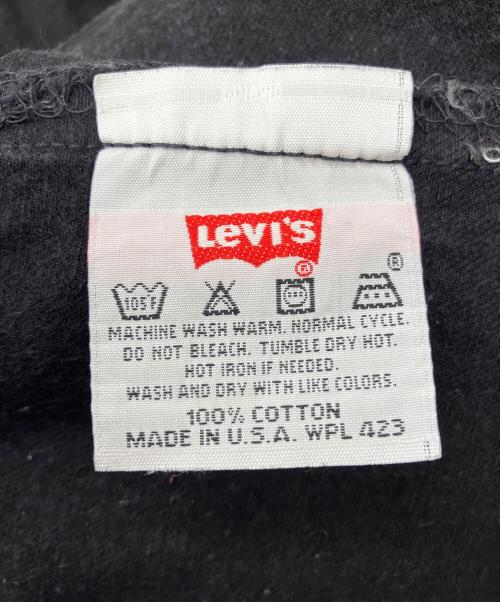 Levi's
®
®
105°F
MACHINE WASH WARM. NORMAL CYCLE.
DO NOT BLEACH. TUMBLE DRY HOT.
HOT IRON IF NEEDED.
WASH AND DRY WITH LIKE COLORS.
100% COTTON
MADE IN U.S.A. WPL 423